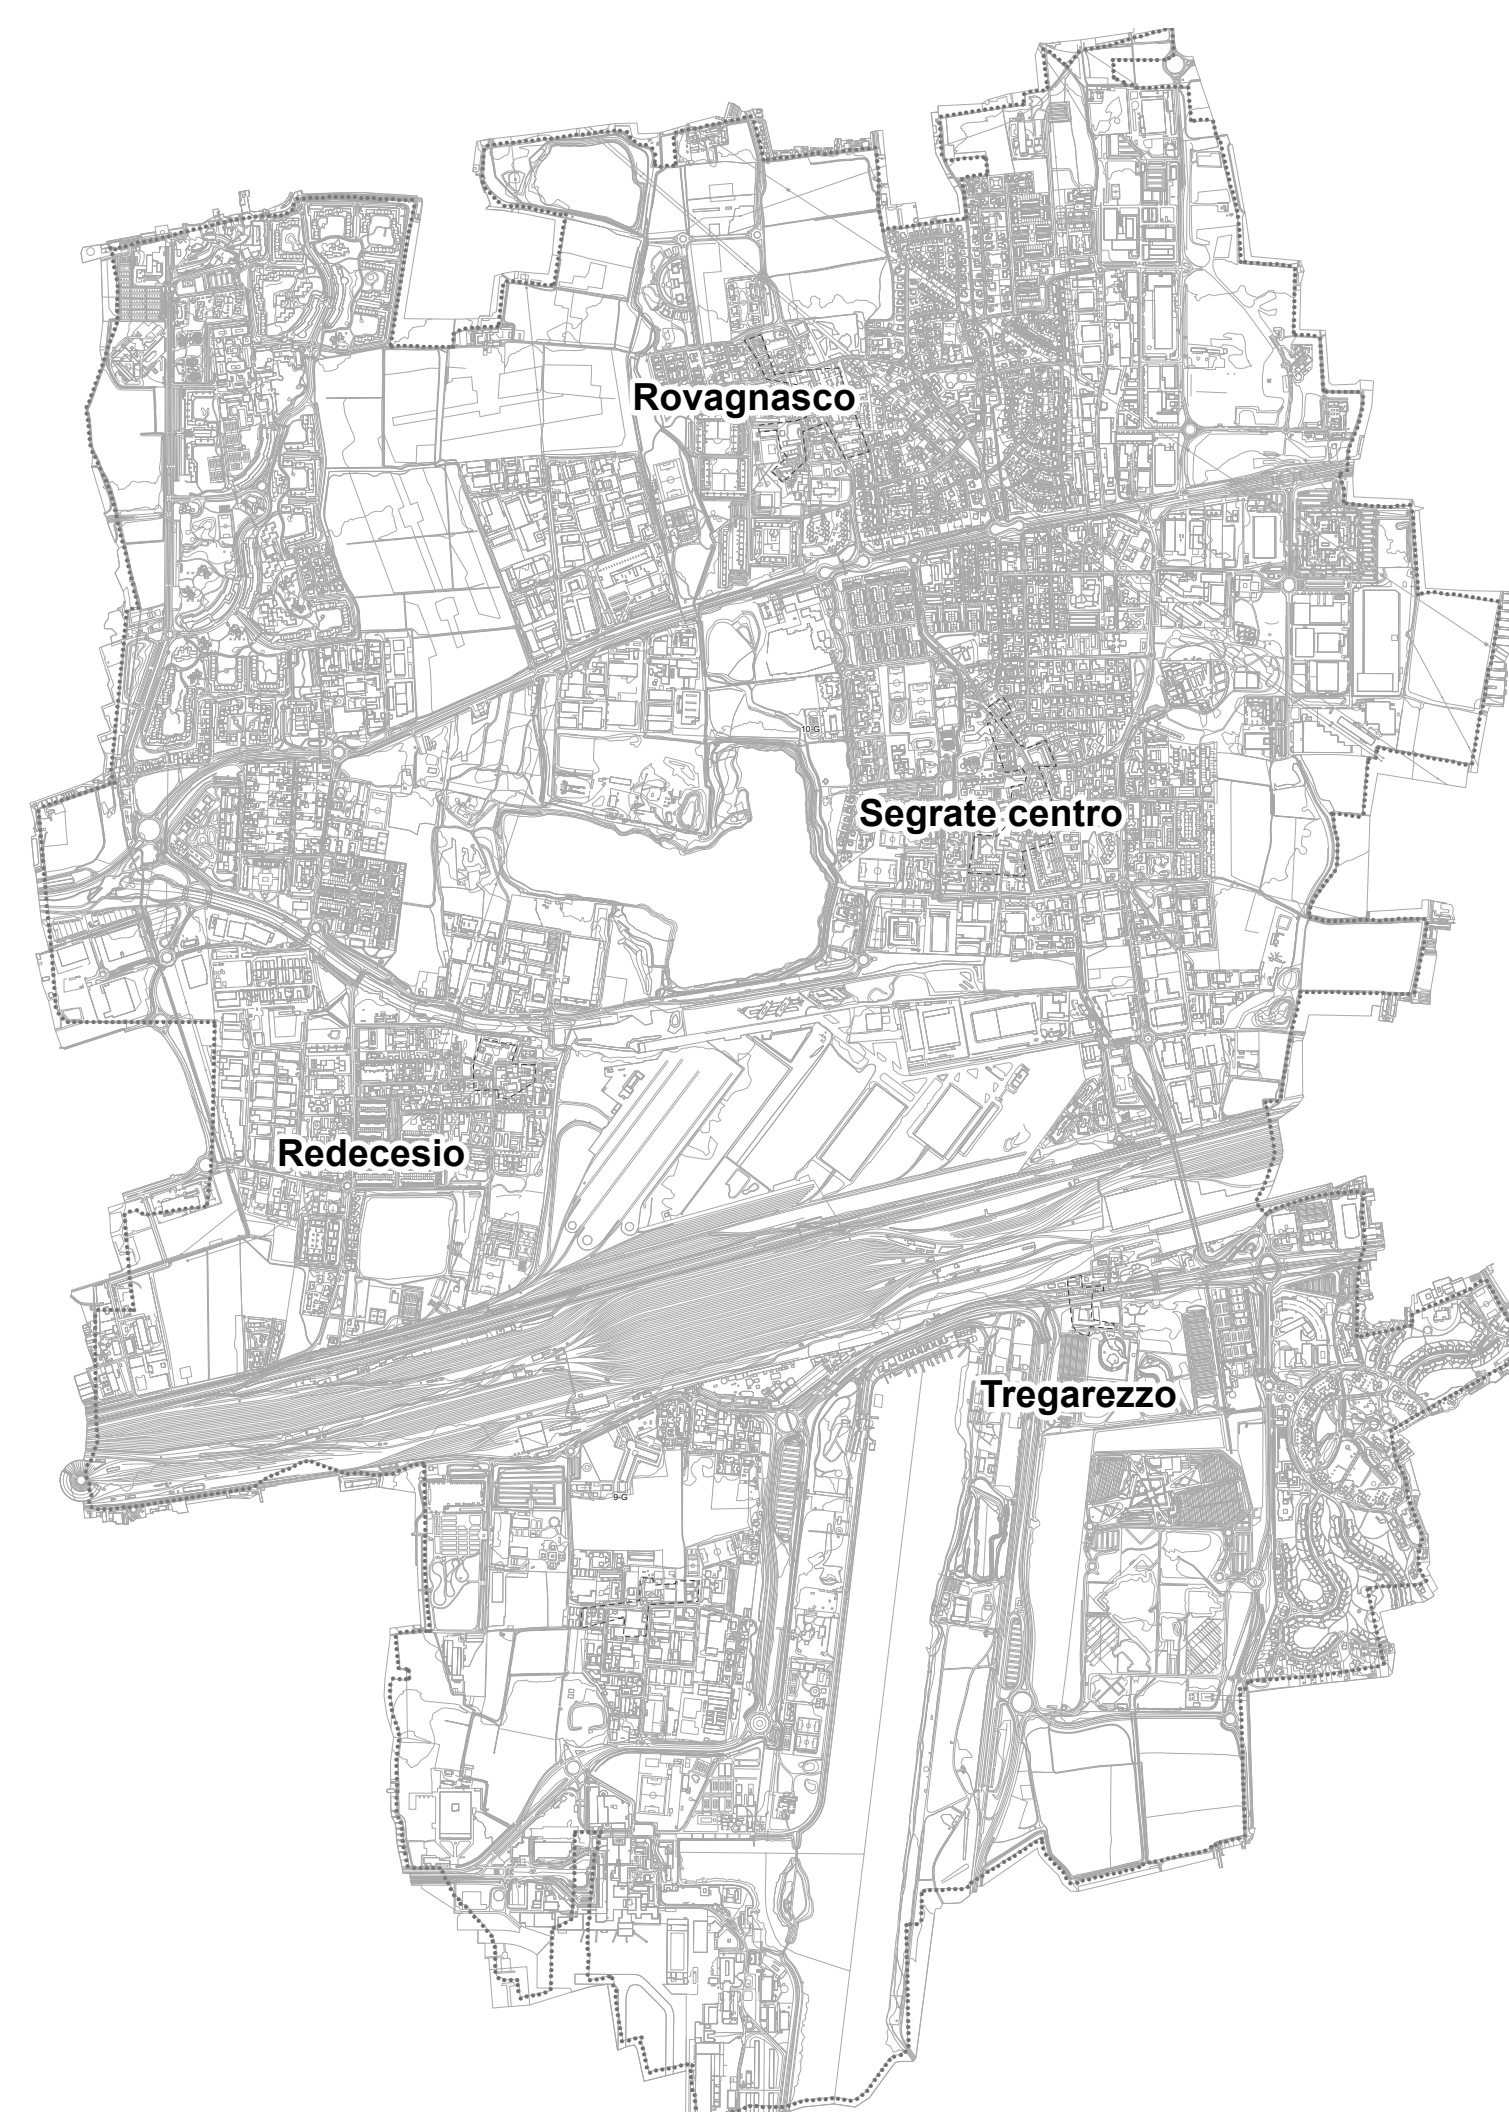 Rovagnasco
10-G
Segrate centro
Redecesio
Tregarezzo
9-G